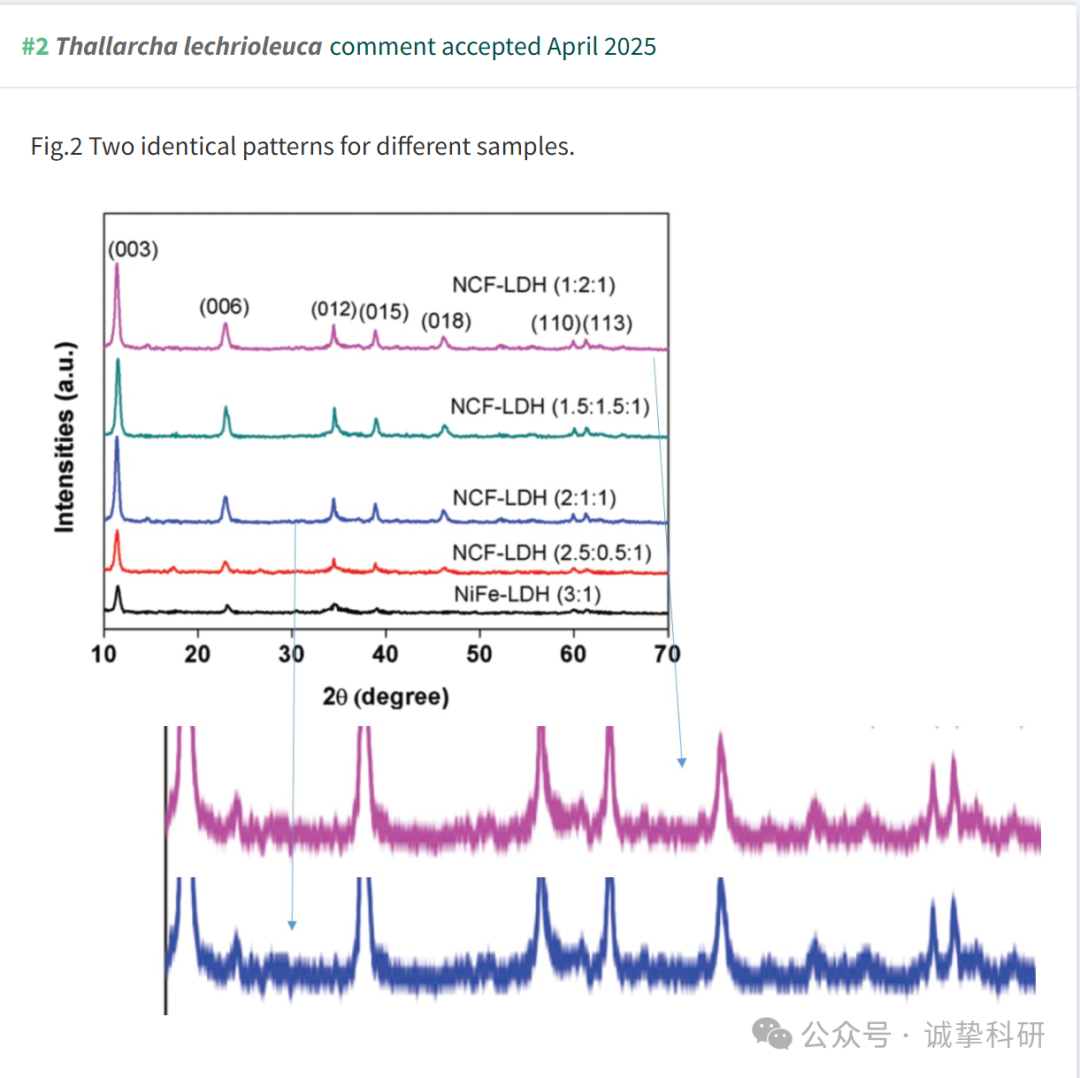 #2 Thallarcha lechrioleuca comment accepted April 2025
Fig.2 Two identical patterns for different samples.
(003)
NCF-LDH (1:2:1)
(006)
(012)(015)
(018)
(110)(113)
NCF-LDH (1.5:1.5:1)
NCF-LDH (2:1:1)
NCF-LDH (2.5:0.5:1)
NiFe-LDH (3:1)
Intensities (a.u.)
10 20 30 40 50 60 70
2θ (degree)
公众号 · 诚挚科研